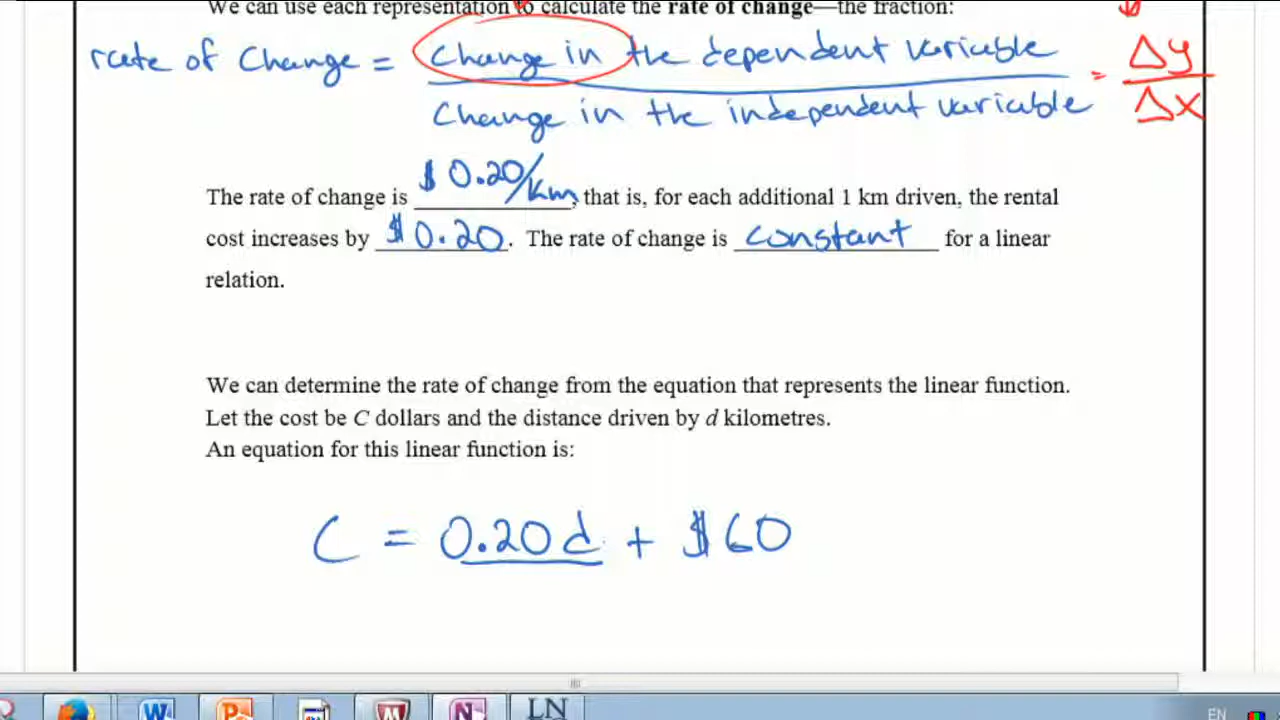 We can use each representation to calculate the rate of change—the fraction:
rate of Change = Change in the dependent variable
Change in the independent variable
= Δy
Δx
$0.20/km
The rate of change is ____, that is, for each additional 1 km driven, the rental
cost increases by $0.20. The rate of change is constant for a linear
relation.
We can determine the rate of change from the equation that represents the linear function.
Let the cost be C dollars and the distance driven by d kilometres.
An equation for this linear function is:
C = 0.20d + $60
W P N LN
EN